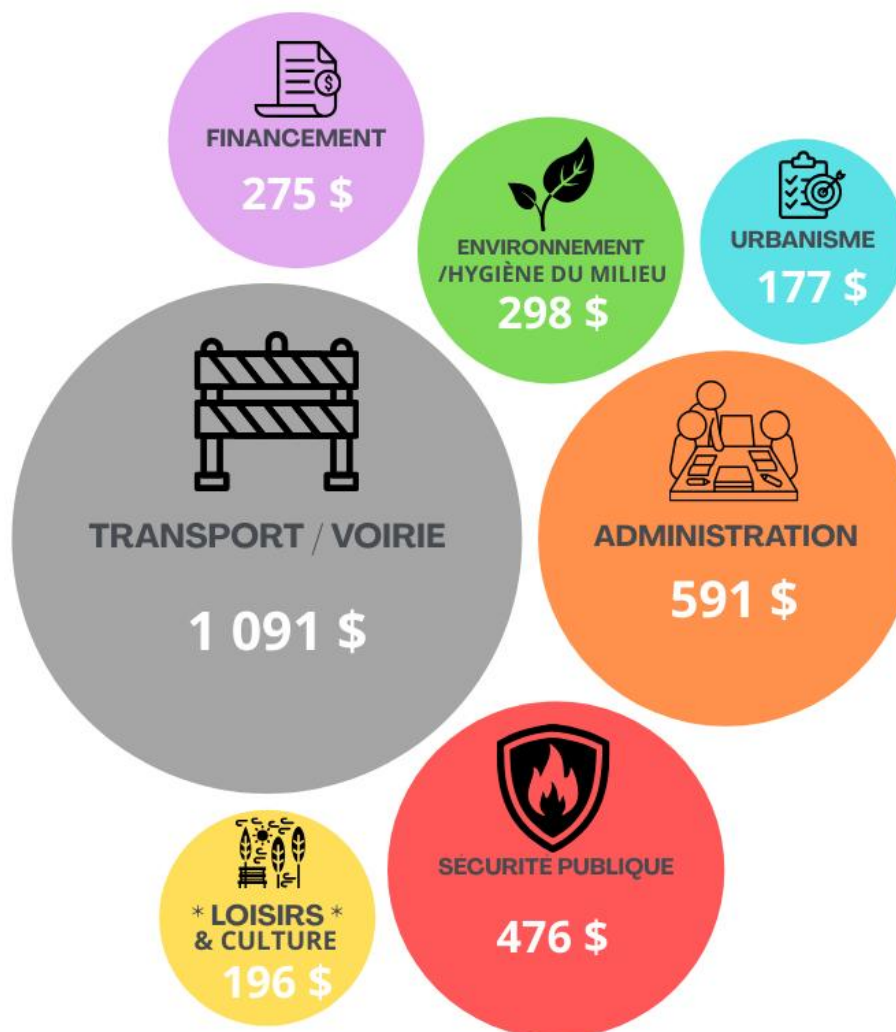 FINANCEMENT
275 $
ENVIRONNEMENT
/HYGIÈNE DU MILIEU
298 $
URBANISME
177 $
TRANSPORT / VOIRIE
1 091 $
ADMINISTRATION
591 $
SÉCURITÉ PUBLIQUE
476 $
* LOISIRS *
& CULTURE
196 $